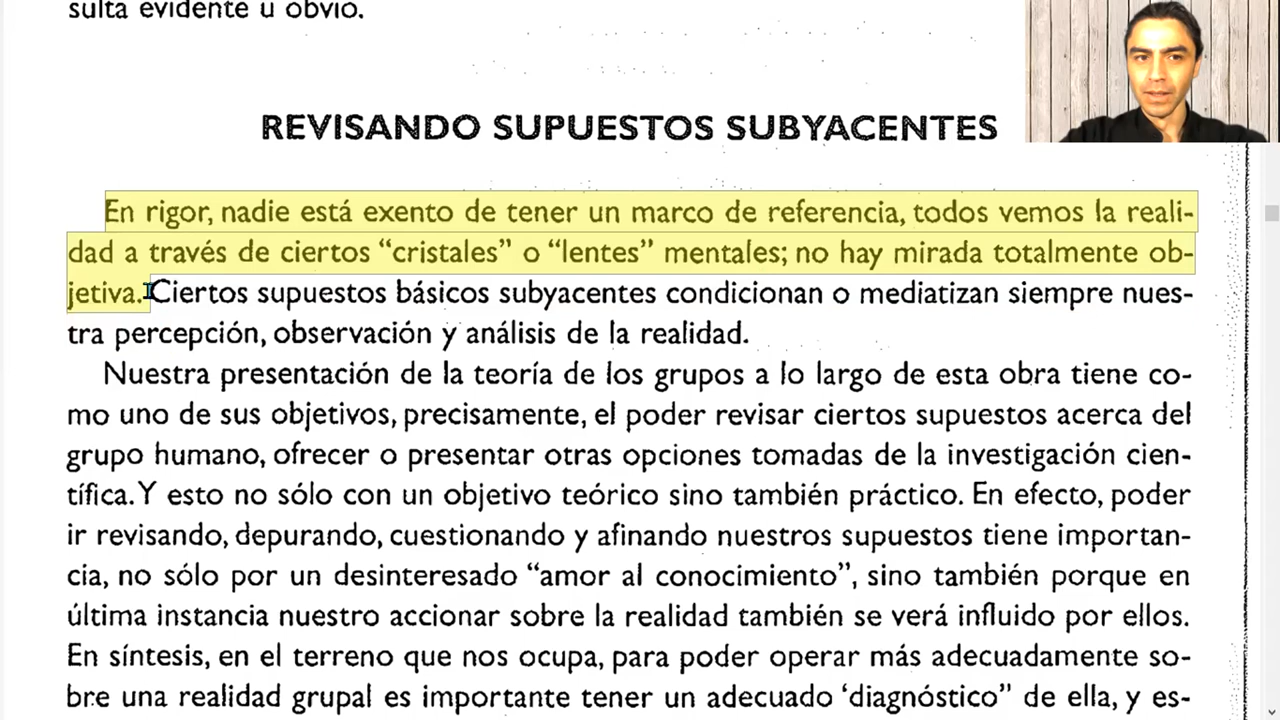 sulta evidente u obvio.
REVISANDO SUPUESTOS SUBYACENTES
En rigor, nadie está exento de tener un marco de referencia, todos vemos la reali-
dad a través de ciertos “cristales” o “lentes” mentales; no hay mirada totalmente ob-
jetiva. Ciertos supuestos básicos subyacentes condicionan o mediatizan siempre nues-
tra percepción, observación y análisis de la realidad.
Nuestra presentación de la teoría de los grupos a lo largo de esta obra tiene co-
mo uno de sus objetivos, precisamente, el poder revisar ciertos supuestos acerca del
grupo humano, ofrecer o presentar otras opciones tomadas de la investigación cien-
tífica. Y esto no sólo con un objetivo teórico sino también práctico. En efecto, poder
ir revisando, depurando, cuestionando y afinando nuestros supuestos tiene importan-
cia, no sólo por un desinteresado “amor al conocimiento”, sino también porque en
última instancia nuestro accionar sobre la realidad también se verá influido por ellos.
En síntesis, en el terreno que nos ocupa, para poder operar más adecuadamente so-
bre una realidad grupal es importante tener un adecuado ‘diagnóstico” de ella, y es-